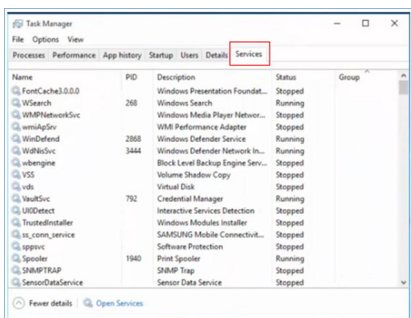 Task Manager
File Options View
Processes Performance App history Startup Users Details Services
Name PID Description Status Group
FontCache3.0.0.0 Windows Presentation Foundat... Stopped
WSearch 268 Windows Search Running
WMPNetworkSvc Windows Media Player Networ... Stopped
wmiApSrv WMI Performance Adapter Stopped
WinDefend 2868 Windows Defender Service Running
WdNisSvc 3444 Windows Defender Network In... Running
wbengine Block Level Backup Engine Serv... Stopped
VSS Volume Shadow Copy Stopped
vds Virtual Disk Stopped
VaultSvc 792 Credential Manager Running
UI0Detect Interactive Services Detection Stopped
TrustedInstaller Windows Modules Installer Stopped
ss_conn_service SAMSUNG Mobile Connectivit... Stopped
sppsvc Software Protection Stopped
Spooler 1940 Print Spooler Running
SNMPTRAP SNMP Trap Stopped
SensorDataService Sensor Data Service Stopped
Fewer details Open Services